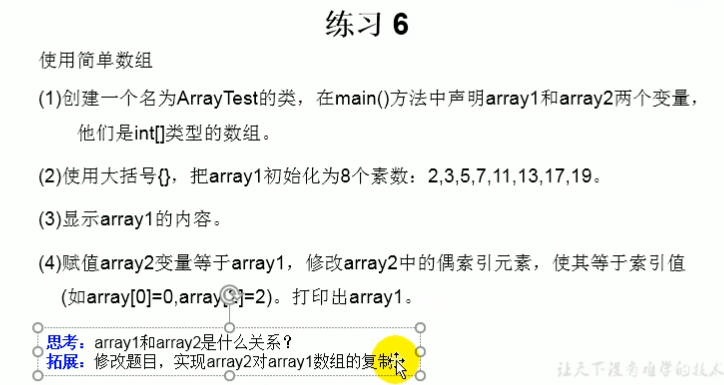 练习 6
使用简单数组
(1)创建一个名为ArrayTest的类，在main()方法中声明array1和array2两个变量，
他们是int[]类型的数组。
(2)使用大括号{}，把array1初始化为8个素数：2,3,5,7,11,13,17,19。
(3)显示array1的内容。
(4)赋值array2变量等于array1，修改array2中的偶索引元素，使其等于索引值
(如array[0]=0,array[2]=2)。打印出array1。
思考：array1和array2是什么关系？
拓展：修改题目，实现array2对array1数组的复制
让天下没有难学的技术